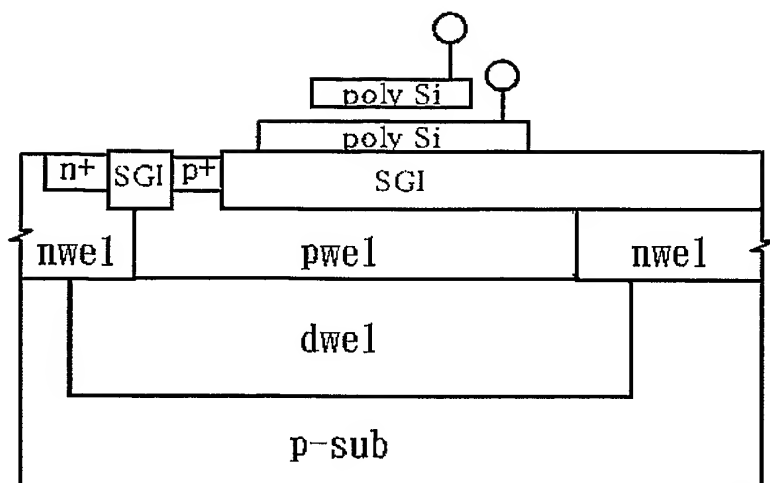 poly Si
poly Si
n+ SGI p+ SGI
nwel pwel nwel
dwel
p-sub